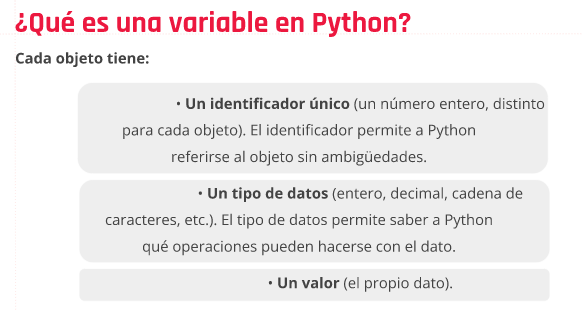 ¿Qué es una variable en Python?
Cada objeto tiene:
• Un identificador único (un número entero, distinto
para cada objeto). El identificador permite a Python
referirse al objeto sin ambigüedades.
• Un tipo de datos (entero, decimal, cadena de
caracteres, etc.). El tipo de datos permite saber a Python
qué operaciones pueden hacerse con el dato.
• Un valor (el propio dato).